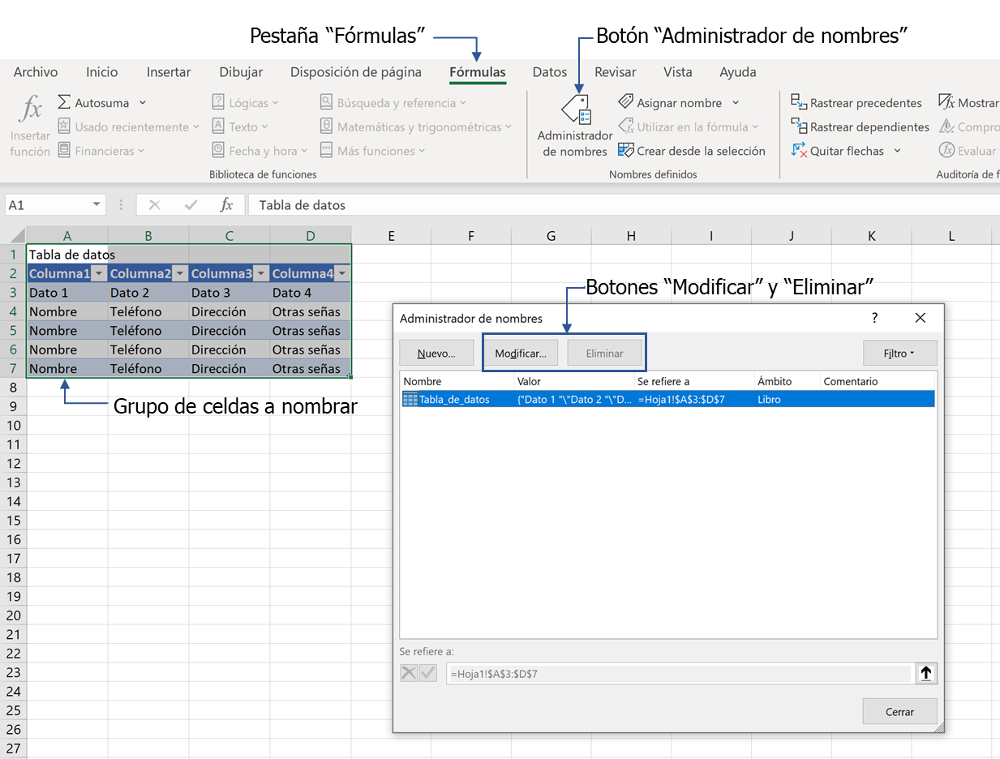 Pestaña “Fórmulas”
Botón “Administrador de nombres”
Archivo Inicio Insertar Dibujar Disposición de página Fórmulas Datos Revisar Vista Ayuda
fx
Insertar
función
Autosuma
Usado recientemente
Financieras
Lógicas
Texto
Fecha y hora
Búsqueda y referencia
Matemáticas y trigonométricas
Más funciones
Biblioteca de funciones
Administrador
de nombres
Asignar nombre
Utilizar en la fórmula
Crear desde la selección
Nombres definidos
Rastrear precedentes
Rastrear dependientes
Quitar flechas
Mostrar
Compro
Evaluar
Auditoría de f
A1 fx Tabla de datos
A B C D E F G H I J K L
1 Tabla de datos
2 Columna1 Columna2 Columna3 Columna4
3 Dato 1 Dato 2 Dato 3 Dato 4
4 Nombre Teléfono Dirección Otras señas
5 Nombre Teléfono Dirección Otras señas
6 Nombre Teléfono Dirección Otras señas
7 Nombre Teléfono Dirección Otras señas
8
9
10
11
12
13
14
15
16
17
18
19
20
21
22
23
24
25
26
27
Grupo de celdas a nombrar
Botones “Modificar” y “Eliminar”
Administrador de nombres ?
Nuevo... Modificar... Eliminar Filtro
Nombre Valor Se refiere a Ámbito Comentario
Tabla_de_datos {"Dato 1 "\"Dato 2 "\"D... =Hoja1!$A$3:$D$7 Libro
Se refiere a:
=Hoja1!$A$3:$D$7
Cerrar